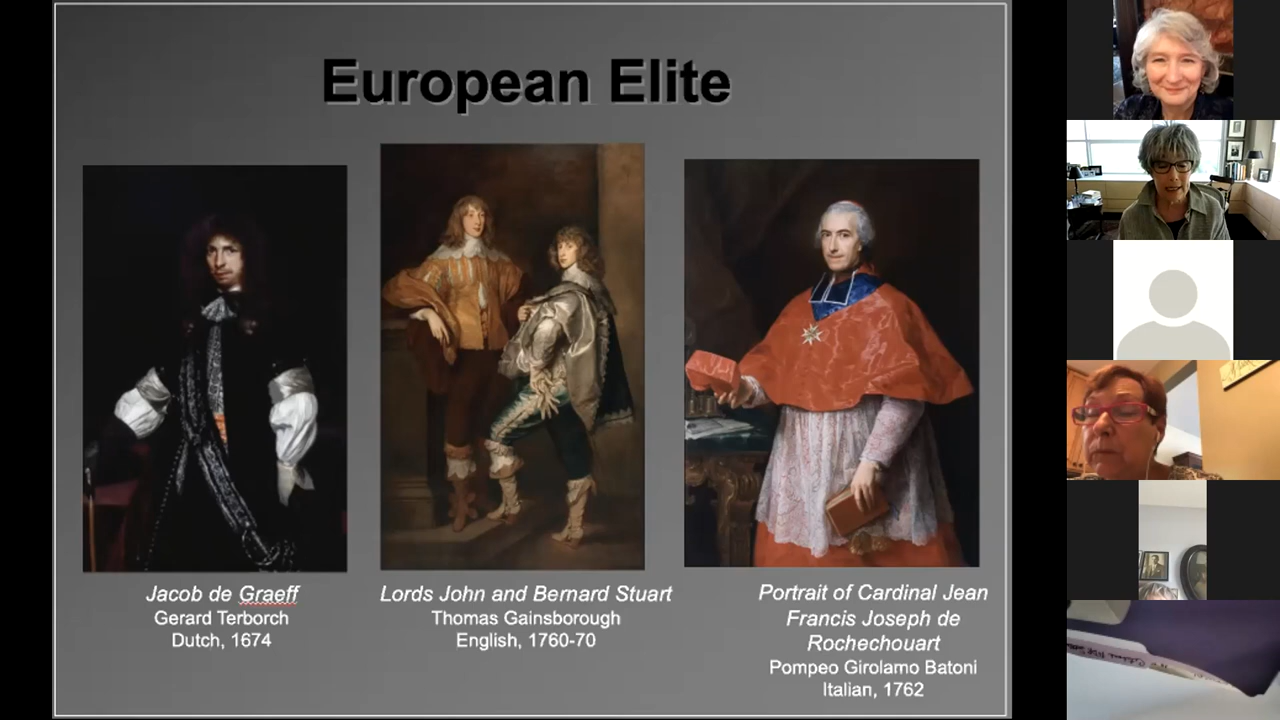 European Elite
Jacob de Graeff
Gerard Terborch
Dutch, 1674
Lords John and Bernard Stuart
Thomas Gainsborough
English, 1760-70
Portrait of Cardinal Jean
Francis Joseph de
Rochechouart
Pompeo Girolamo Batoni
Italian, 1762